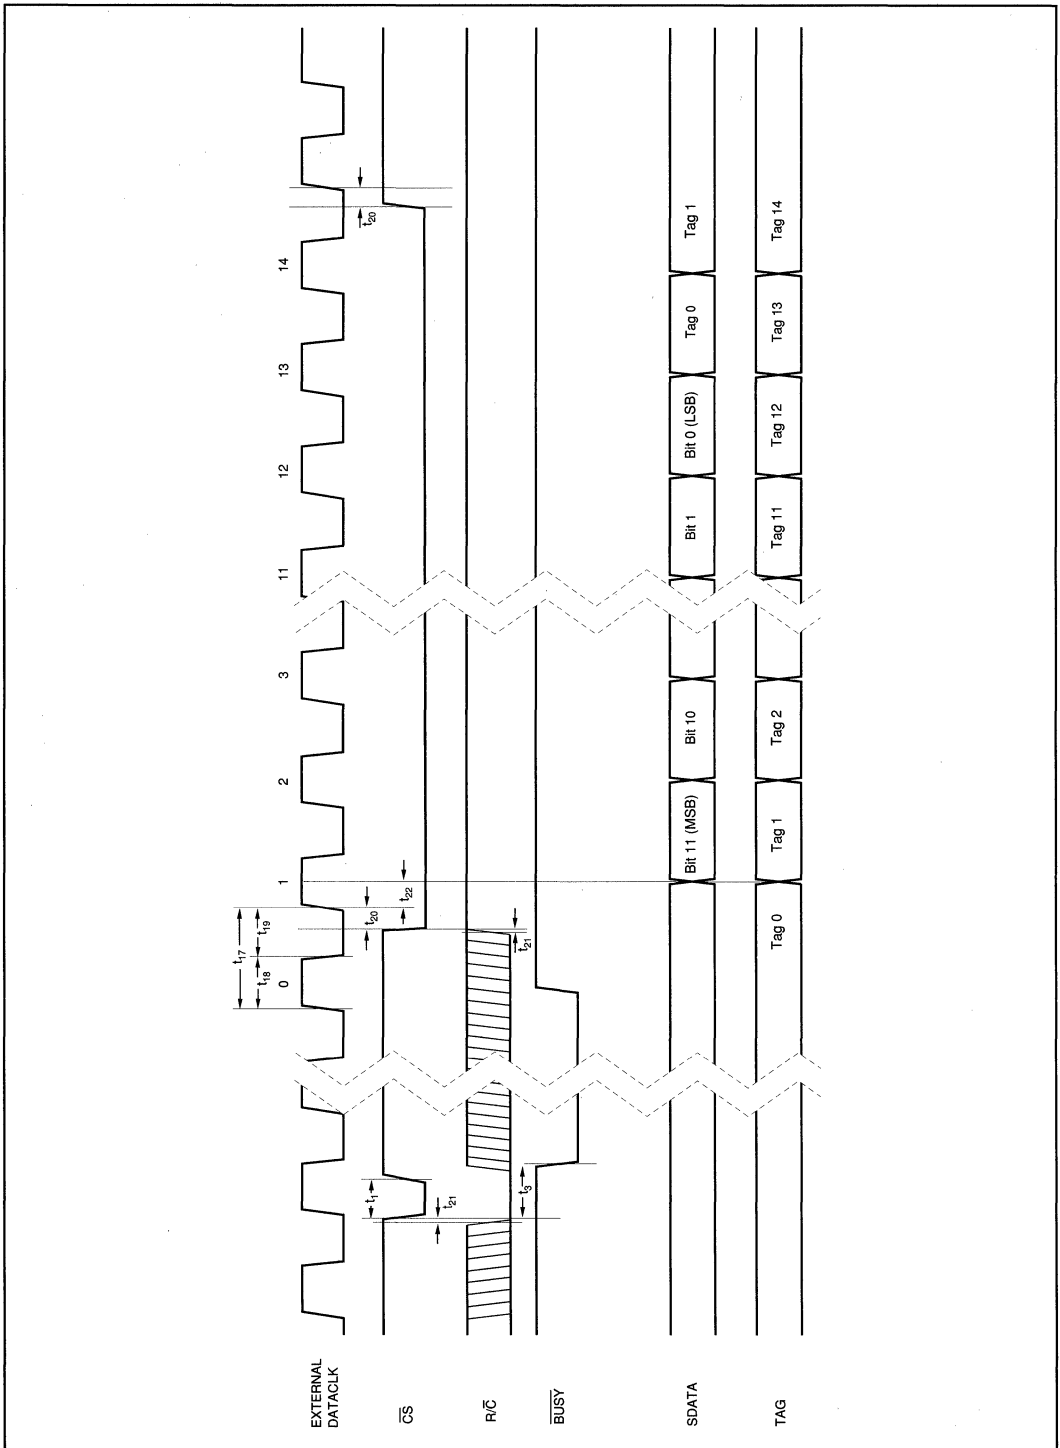 EXTERNAL
DATACLK
0 1 2 3 11 12 13 14
t17
t18 t19
C̅S̅
t1 t20 t22 t20
t21
R/C̅
t21
B̅U̅S̅Y̅
t3
SDATA
Bit 11 (MSB) Bit 10 Bit 1 Bit 0 (LSB) Tag 0 Tag 1
TAG
Tag 0 Tag 1 Tag 2 Tag 11 Tag 12 Tag 13 Tag 14